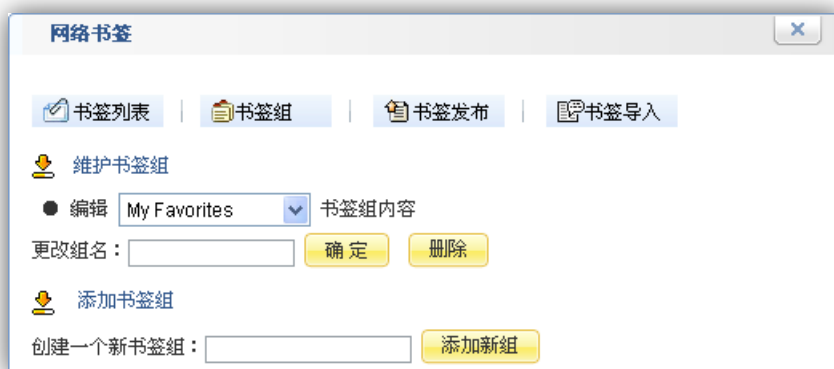 网络书签
书签列表 | 书签组 | 书签发布 | 书签导入
维护书签组
● 编辑 My Favorites 书签组内容
更改组名： 确 定 删除
添加书签组
创建一个新书签组： 添加新组